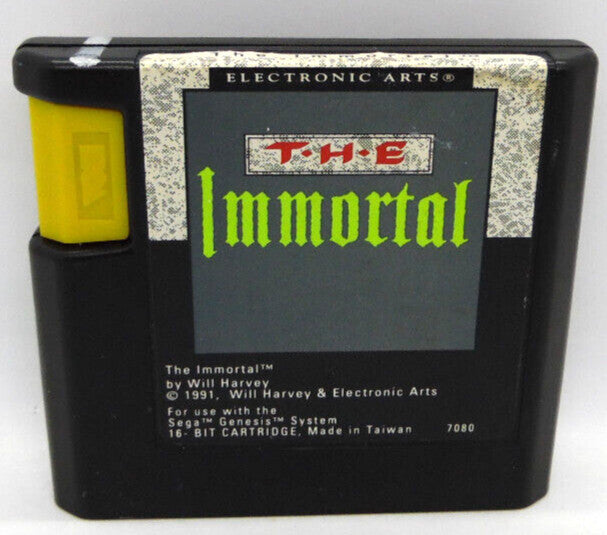 ELECTRONIC ARTS®
T·H·E
Immortal
The Immortal™
by Will Harvey
© 1991, Will Harvey & Electronic Arts
For use with the
Sega™ Genesis™ System
16- BIT CARTRIDGE, Made in Taiwan 7080